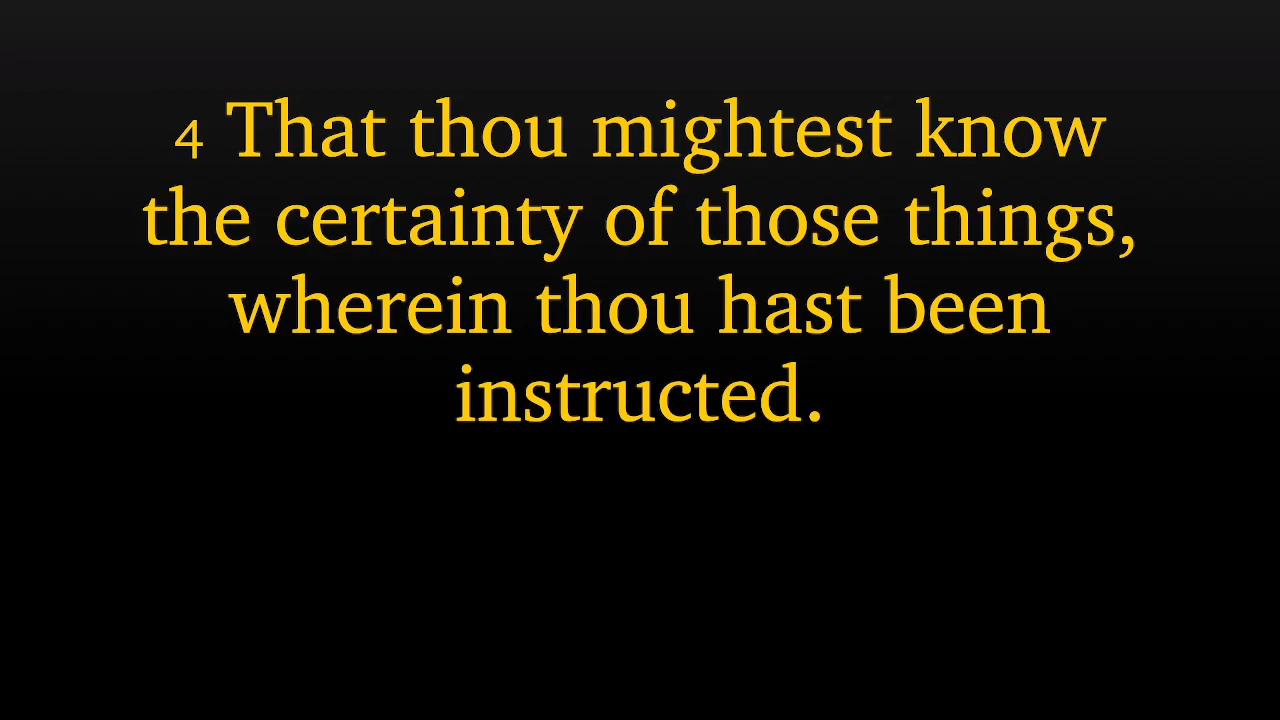 4 That thou mightest know
the certainty of those things,
wherein thou hast been
instructed.